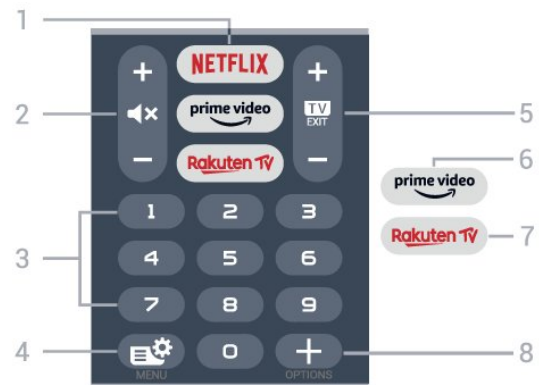 1
NETFLIX
+
+
2
prime video
TV
EXIT
5
−
Rakuten TV
−
6
prime video
1
2
3
3
4
5
6
Rakuten TV
7
7
8
9
4
MENU
0
+
OPTIONS
8